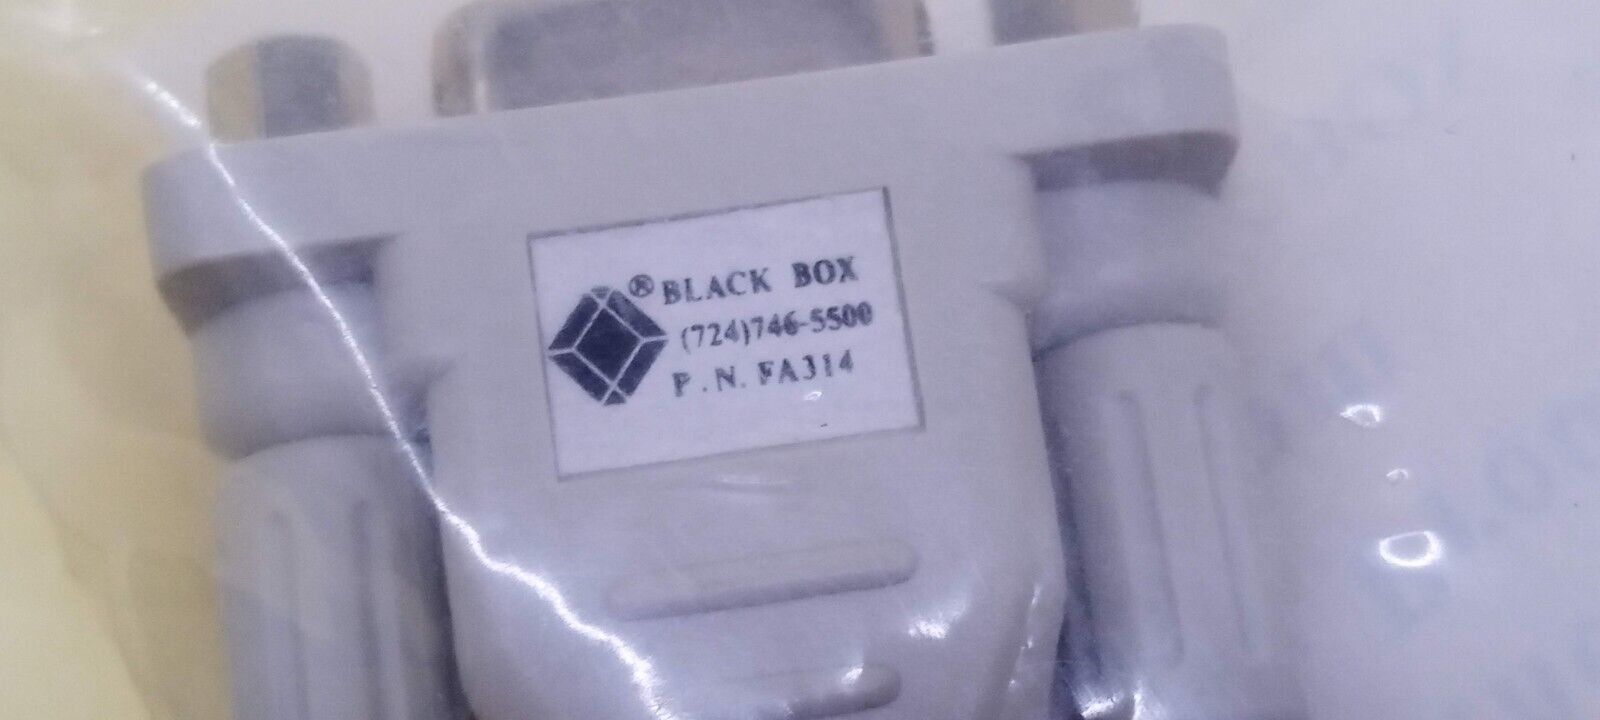 ® BLACK BOX
(724)746-5500
P.N. FA314